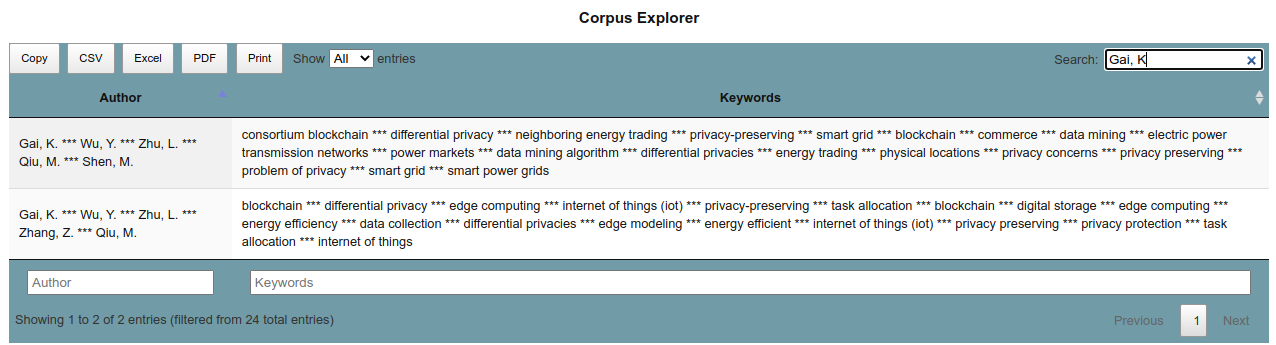 Corpus Explorer
Copy CSV Excel PDF Print Show All entries Search: Gai, K
Author Keywords
Gai, K. *** Wu, Y. *** Zhu, L. ***
Qiu, M. *** Shen, M.
consortium blockchain *** differential privacy *** neighboring energy trading *** privacy-preserving *** smart grid *** blockchain *** commerce *** data mining *** electric power
transmission networks *** power markets *** data mining algorithm *** differential privacies *** energy trading *** physical locations *** privacy concerns *** privacy preserving ***
problem of privacy *** smart grid *** smart power grids
Gai, K. *** Wu, Y. *** Zhu, L. ***
Zhang, Z. *** Qiu, M.
blockchain *** differential privacy *** edge computing *** internet of things (iot) *** privacy-preserving *** task allocation *** blockchain *** digital storage *** edge computing ***
energy efficiency *** data collection *** differential privacies *** edge modeling *** energy efficient *** internet of things (iot) *** privacy preserving *** privacy protection *** task
allocation *** internet of things
Author Keywords
Showing 1 to 2 of 2 entries (filtered from 24 total entries) Previous 1 Next